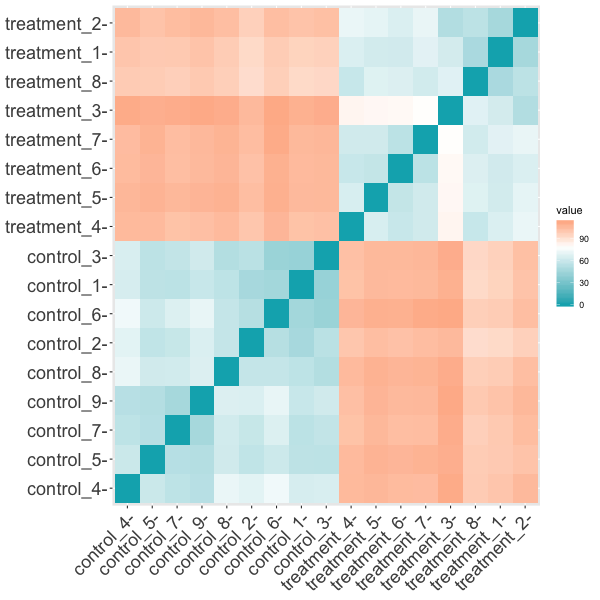 treatment_2-
treatment_1-
treatment_8
treatment_3-
treatment_7-
treatment_6-
treatment_5-
treatment_4-
control_3-
control_1-
control_6-
control_2-
control_8-
control_9-
control_7-
control_5-
control_4-
control_4-
control_5-
control_7-
control_9-
control_8-
control_2-
control_6-
control_1-
control_3-
treatment_4-
treatment_5-
treatment_6-
treatment_7-
treatment_3-
treatment_8-
treatment_1-
treatment_2-
value
90
60
30
0